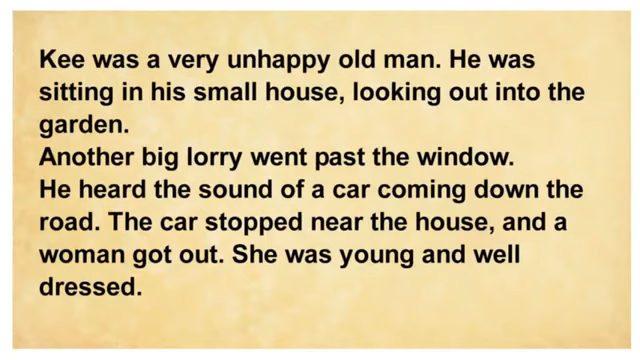 Kee was a very unhappy old man. He was
sitting in his small house, looking out into the
garden.
Another big lorry went past the window.
He heard the sound of a car coming down the
road. The car stopped near the house, and a
woman got out. She was young and well
dressed.